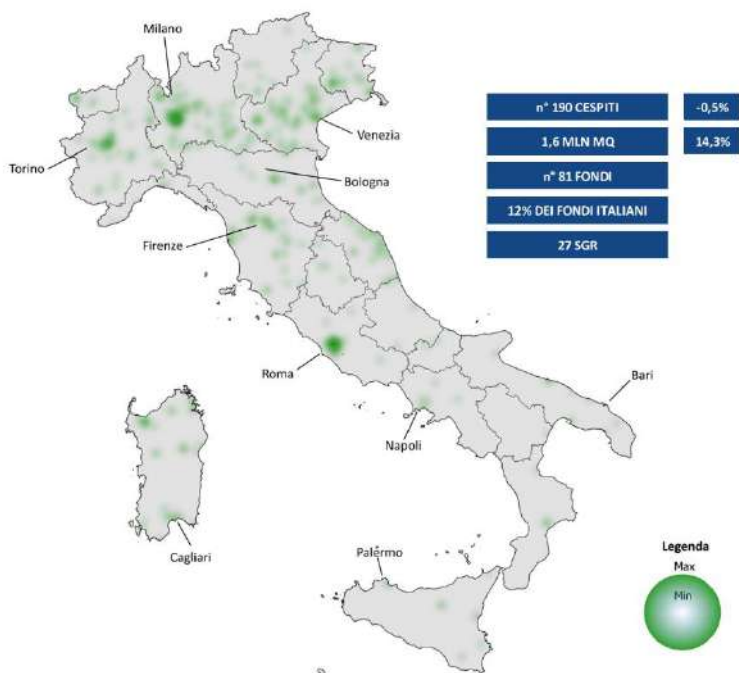 Milano
Venezia
Torino
Bologna
Firenze
Roma
Bari
Napoli
Cagliari
Palermo
n° 190 CESPITI
-0,5%
1,6 MLN MQ
14,3%
n° 81 FONDI
12% DEI FONDI ITALIANI
27 SGR
Legenda
Max
Min